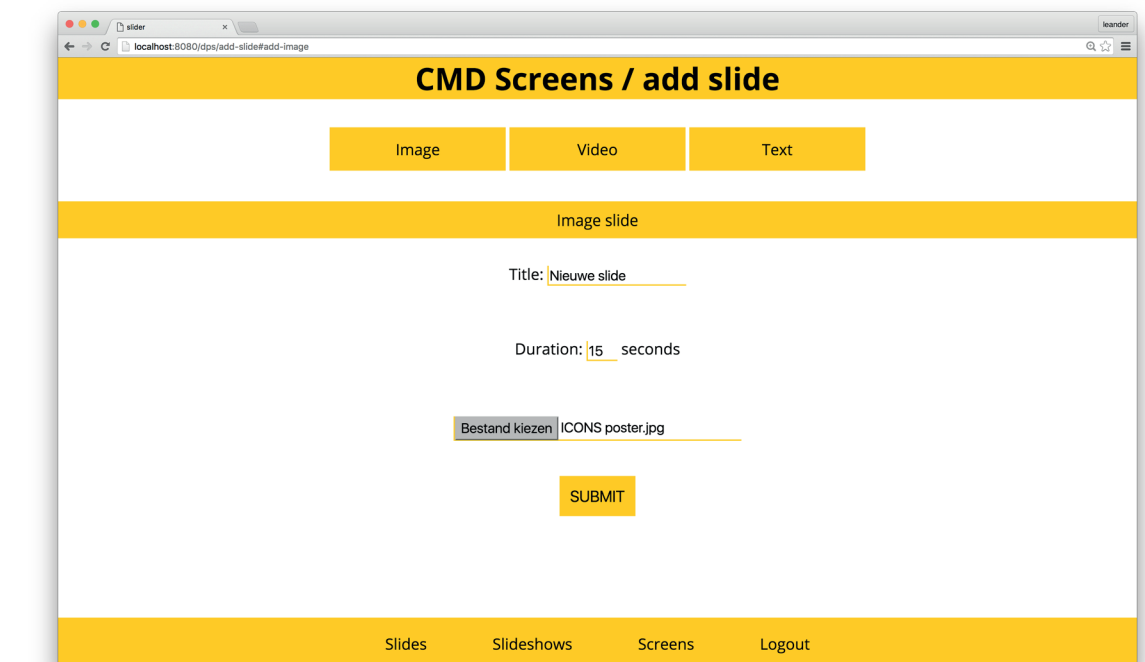 slider
leander
localhost:8080/dps/add-slide#add-image
CMD Screens / add slide
Image Video Text
Image slide
Title: Nieuwe slide
Duration: 15 seconds
Bestand kiezen ICONS poster.jpg
SUBMIT
Slides Slideshows Screens Logout